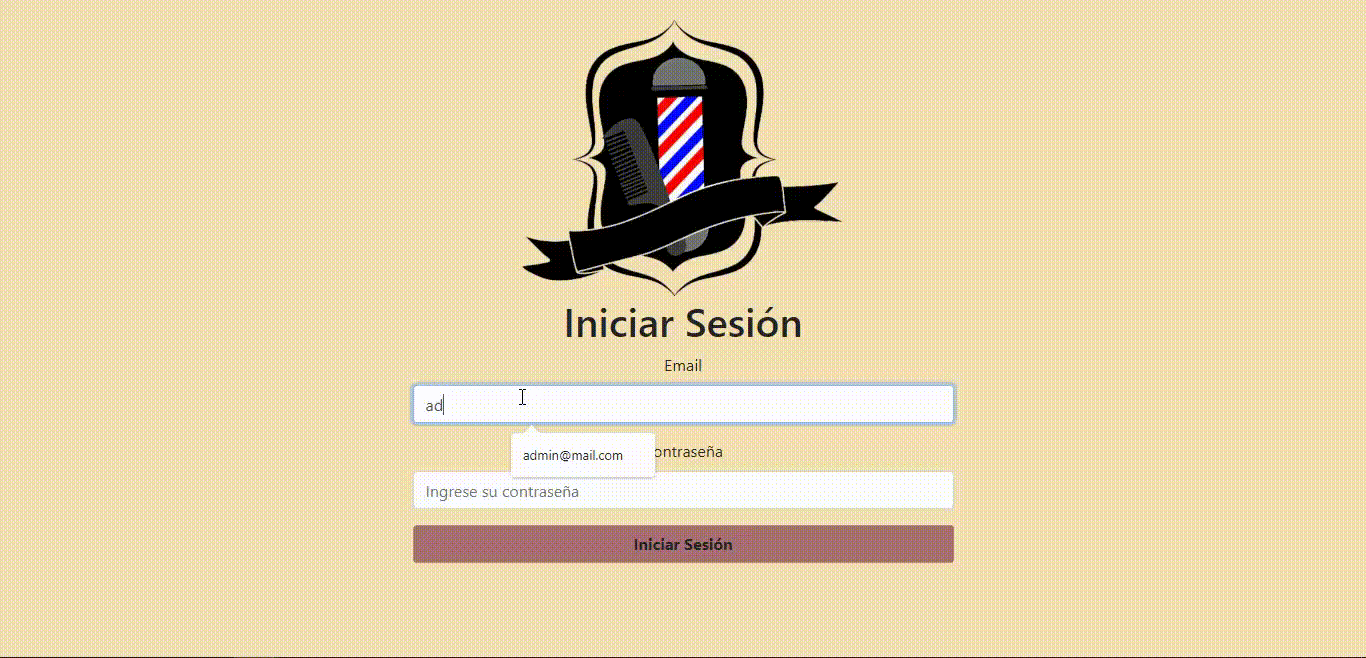 Iniciar Sesión
Email
ad
admin@mail.com
ontraseña
Ingrese su contraseña
Iniciar Sesión